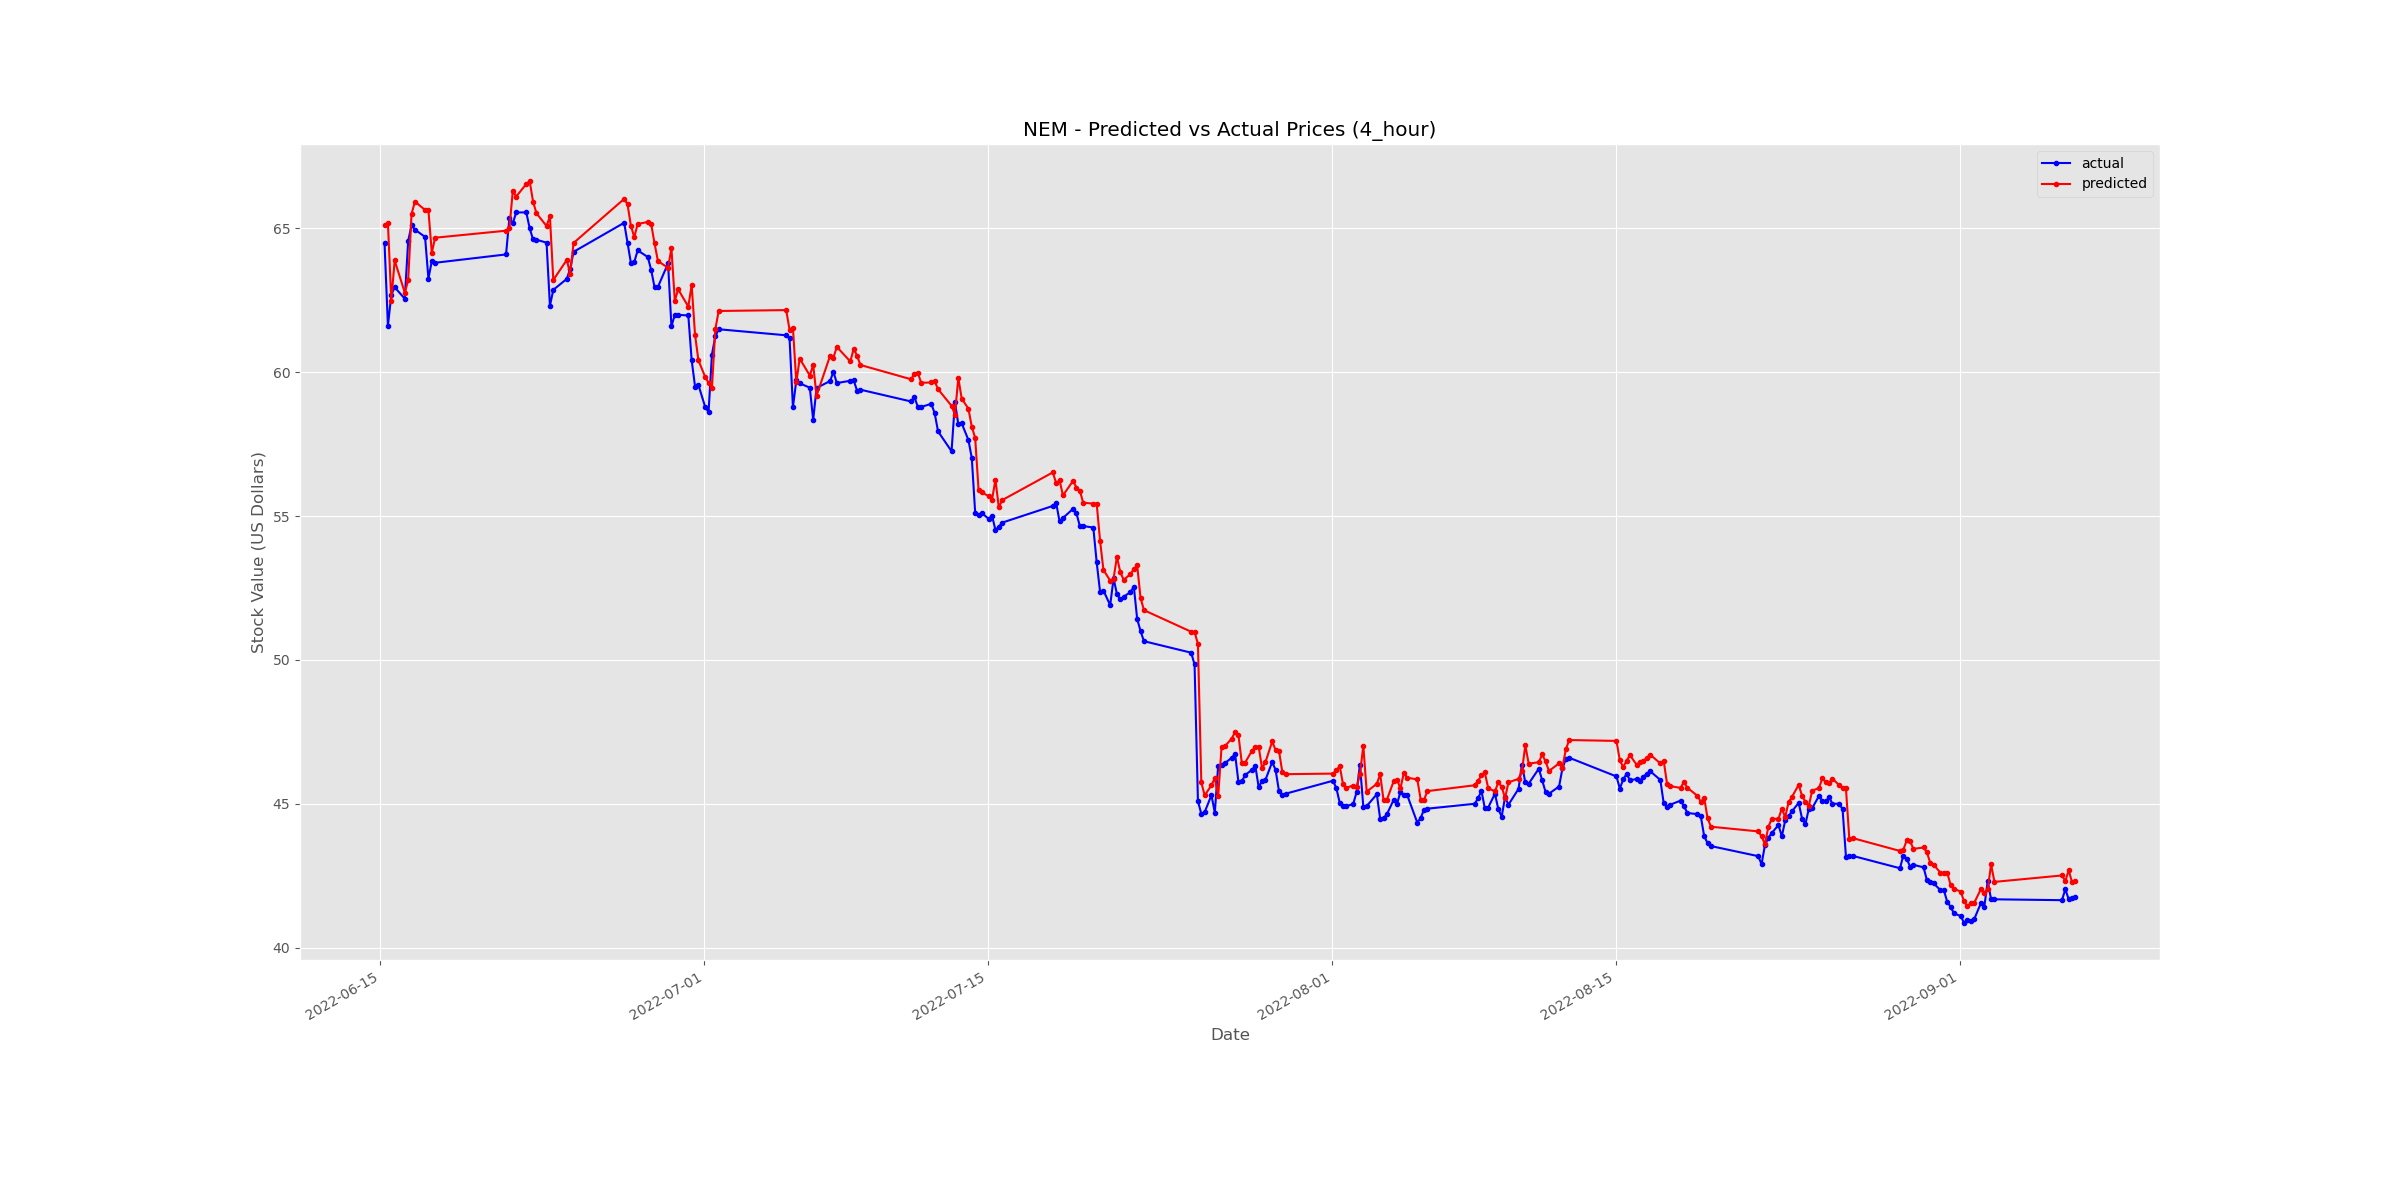 NEM - Predicted vs Actual Prices (4_hour)
actual
predicted
Stock Value (US Dollars)
65
60
55
50
45
40
2022-06-15
2022-07-01
2022-07-15
2022-08-01
2022-08-15
2022-09-01
Date